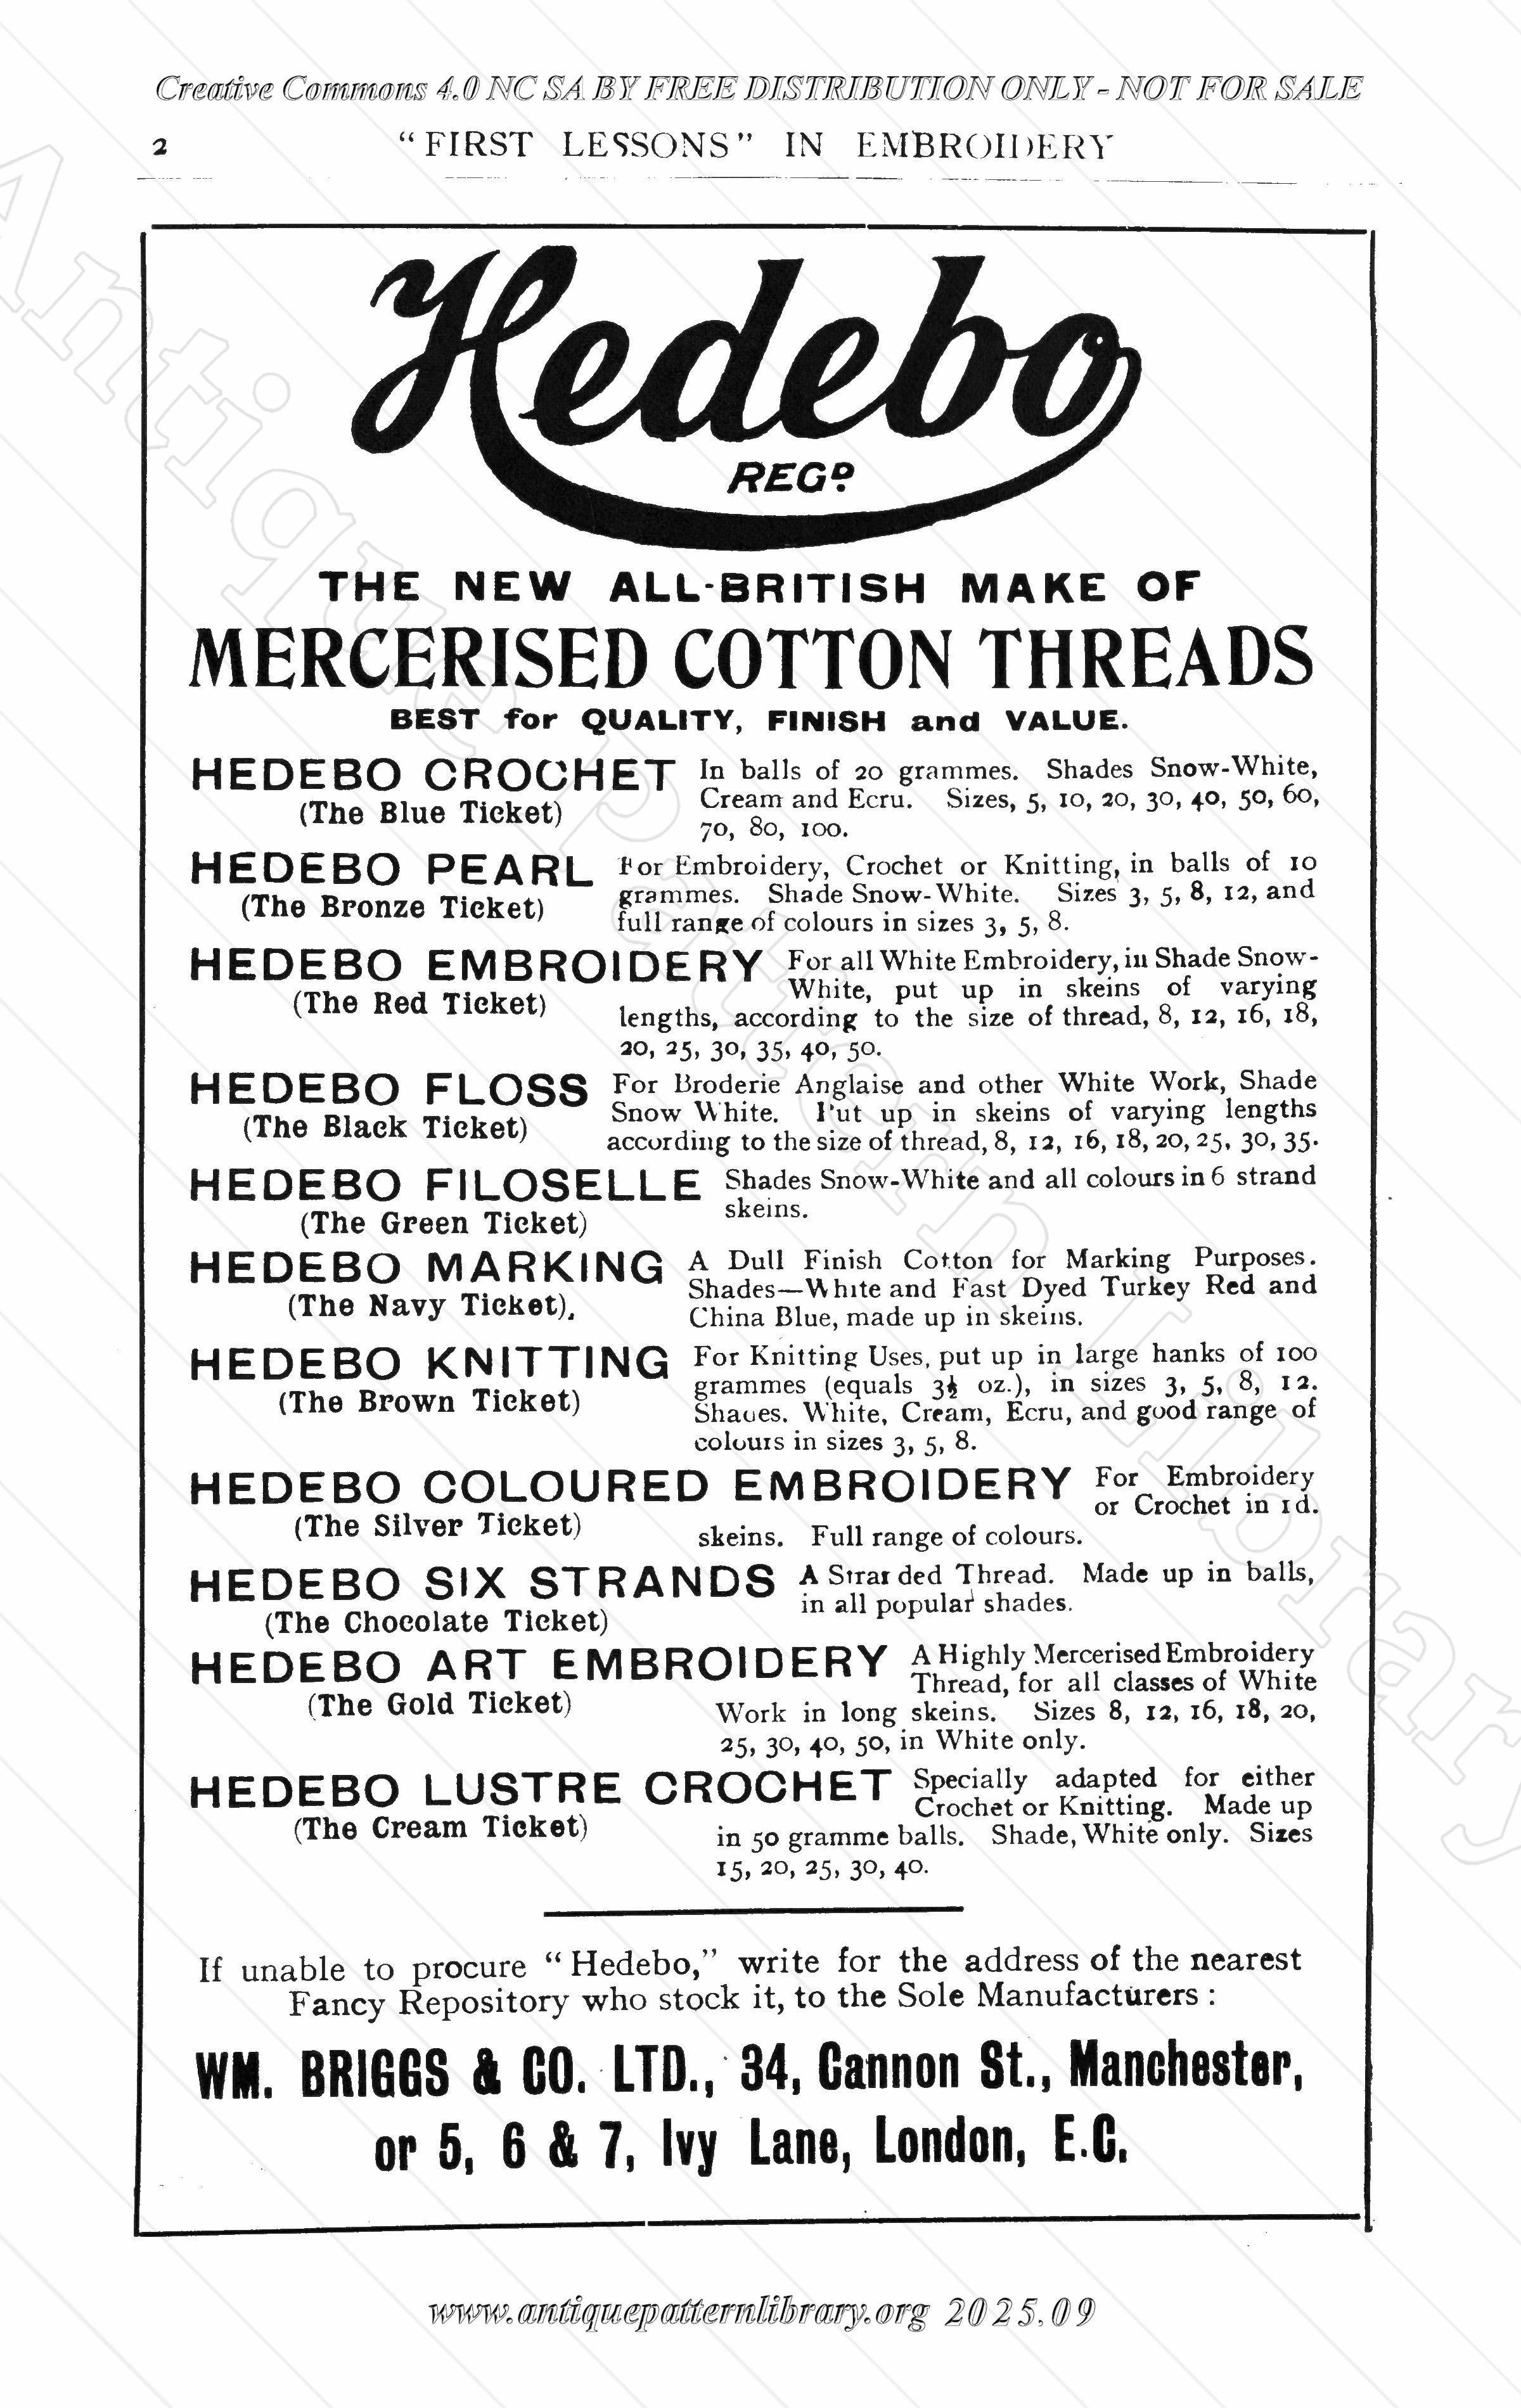 Creative Commons 4.0 NC SA BY FREE DISTRIBUTION ONLY - NOT FOR SALE
2 "FIRST LESSONS" IN EMBROIDERY
Hedebo
REGD.
THE NEW ALL-BRITISH MAKE OF
MERCERISED COTTON THREADS
BEST for QUALITY, FINISH and VALUE.
HEDEBO CROCHET
(The Blue Ticket)
In balls of 20 grammes. Shades Snow-White,
Cream and Ecru. Sizes, 5, 10, 20, 30, 40, 50, 60,
70, 80, 100.
HEDEBO PEARL
(The Bronze Ticket)
For Embroidery, Crochet or Knitting, in balls of 10
grammes. Shade Snow-White. Sizes 3, 5, 8, 12, and
full range of colours in sizes 3, 5, 8.
HEDEBO EMBROIDERY
(The Red Ticket)
For all White Embroidery, in Shade Snow-
White, put up in skeins of varying
lengths, according to the size of thread, 8, 12, 16, 18,
20, 25, 30, 35, 40, 50.
HEDEBO FLOSS
(The Black Ticket)
For Broderie Anglaise and other White Work, Shade
Snow White. Put up in skeins of varying lengths
according to the size of thread, 8, 12, 16, 18, 20, 25, 30, 35.
HEDEBO FILOSELLE
(The Green Ticket)
Shades Snow-White and all colours in 6 strand
skeins.
HEDEBO MARKING
(The Navy Ticket).
A Dull Finish Cotton for Marking Purposes.
Shades—White and Fast Dyed Turkey Red and
China Blue, made up in skeins.
HEDEBO KNITTING
(The Brown Ticket)
For Knitting Uses, put up in large hanks of 100
grammes (equals 3½ oz.), in sizes 3, 5, 8, 12.
Shades. White, Cream, Ecru, and good range of
colours in sizes 3, 5, 8.
HEDEBO COLOURED EMBROIDERY
(The Silver Ticket)
For Embroidery
or Crochet in 1d.
skeins. Full range of colours.
HEDEBO SIX STRANDS
(The Chocolate Ticket)
A Stranded Thread. Made up in balls,
in all popular shades.
HEDEBO ART EMBROIDERY
(The Gold Ticket)
A Highly Mercerised Embroidery
Thread, for all classes of White
Work in long skeins. Sizes 8, 12, 16, 18, 20,
25, 30, 40, 50, in White only.
HEDEBO LUSTRE CROCHET
(The Cream Ticket)
Specially adapted for either
Crochet or Knitting. Made up
in 50 gramme balls. Shade, White only. Sizes
15, 20, 25, 30, 40.
If unable to procure "Hedebo," write for the address of the nearest
Fancy Repository who stock it, to the Sole Manufacturers :
WM. BRIGGS & CO. LTD., 34, Cannon St., Manchester,
or 5, 6 & 7, Ivy Lane, London, E.C.
www.antiquepatternlibrary.org 2025.09
Antique Pattern Library